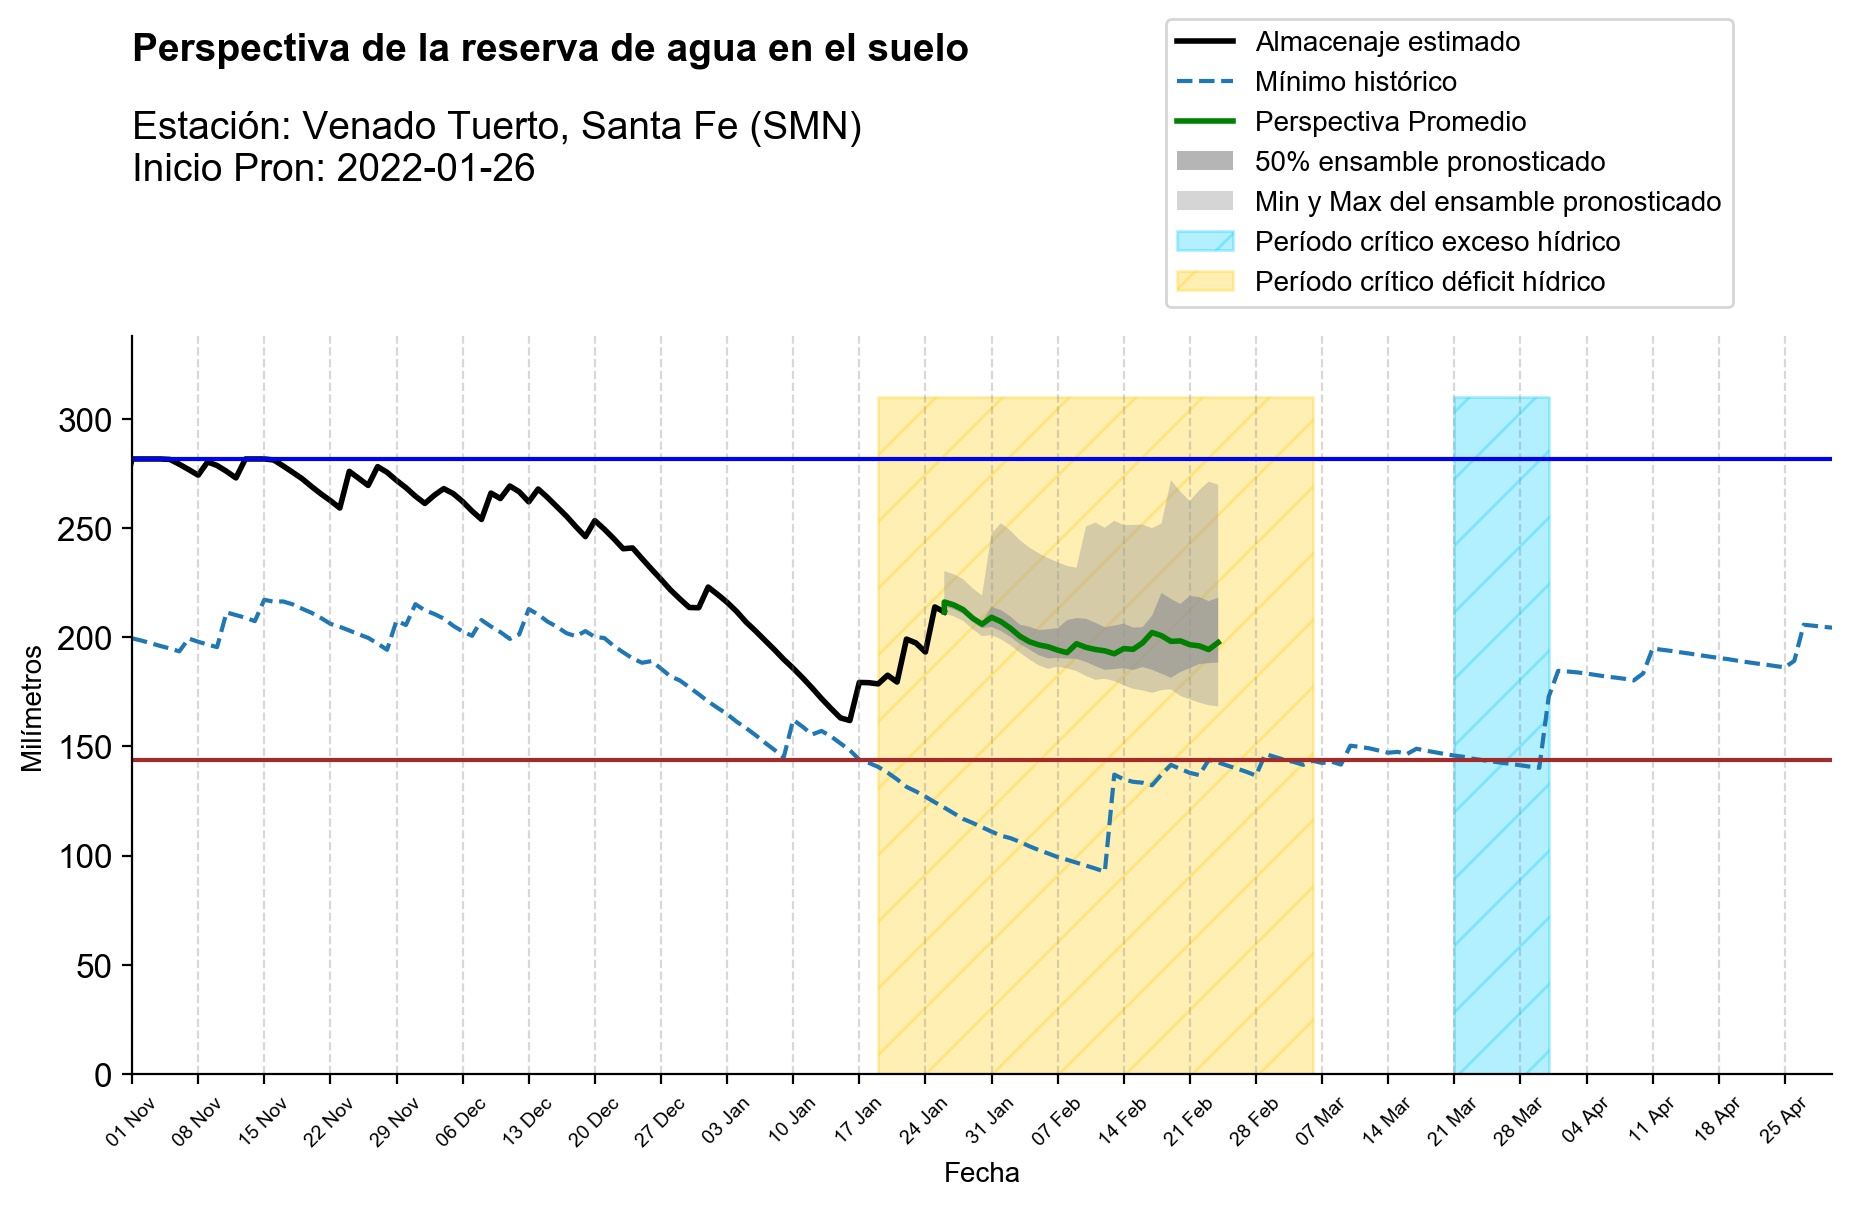 Perspectiva de la reserva de agua en el suelo
Estación: Venado Tuerto, Santa Fe (SMN)
Inicio Pron: 2022-01-26
Almacenaje estimado
Mínimo histórico
Perspectiva Promedio
50% ensamble pronosticado
Min y Max del ensamble pronosticado
Período crítico exceso hídrico
Período crítico déficit hídrico
300
250
200
150
100
50
0
Milímetros
01 Nov
08 Nov
15 Nov
22 Nov
29 Nov
06 Dec
13 Dec
20 Dec
27 Dec
03 Jan
10 Jan
17 Jan
24 Jan
31 Jan
07 Feb
14 Feb
21 Feb
28 Feb
07 Mar
14 Mar
21 Mar
28 Mar
04 Apr
11 Apr
18 Apr
25 Apr
Fecha